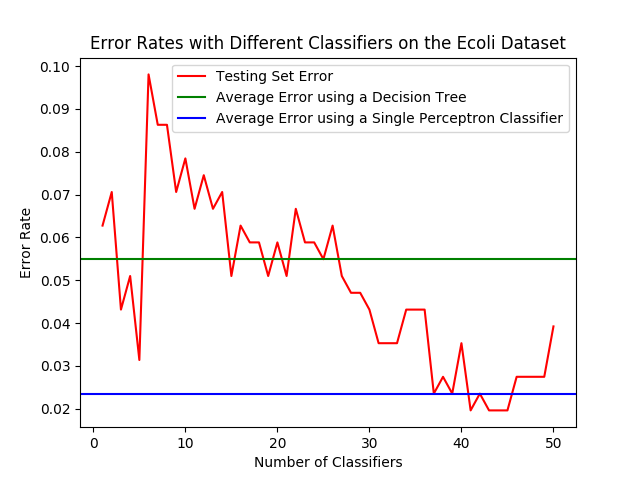 Error Rates with Different Classifiers on the Ecoli Dataset
Testing Set Error
Average Error using a Decision Tree
Average Error using a Single Perceptron Classifier
Error Rate
0.10
0.09
0.08
0.07
0.06
0.05
0.04
0.03
0.02
0 10 20 30 40 50
Number of Classifiers